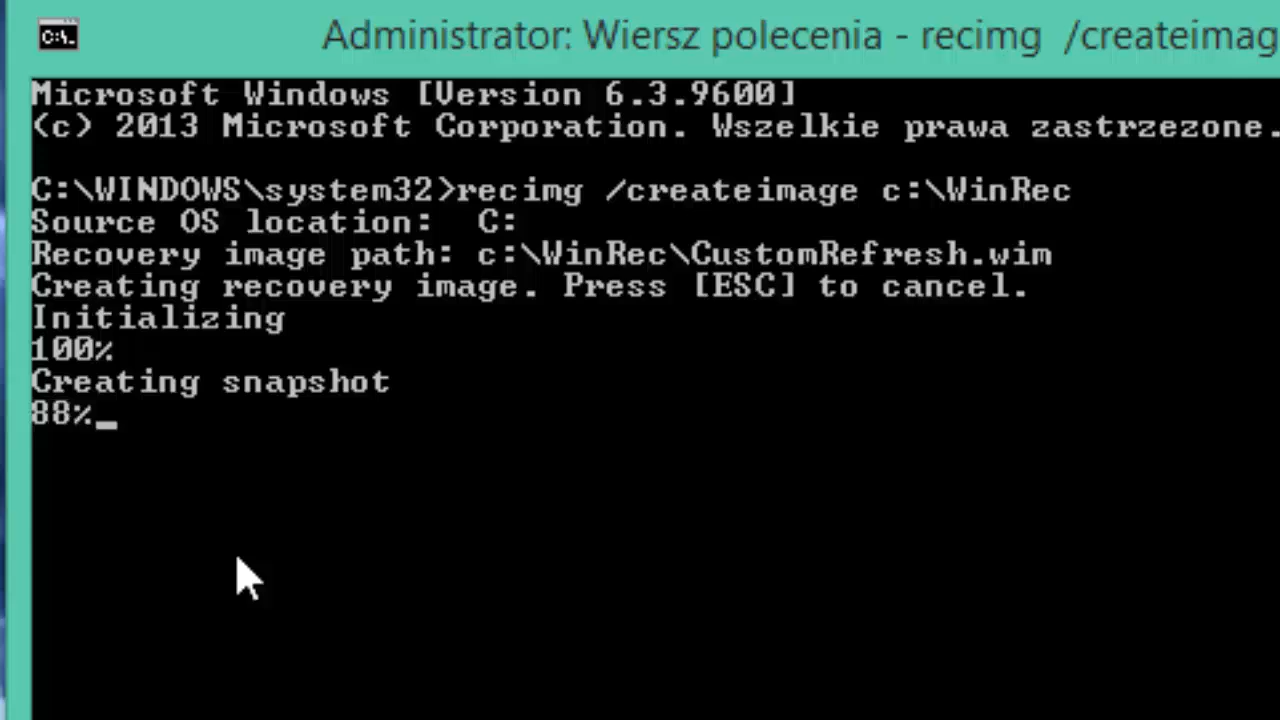 Administrator: Wiersz polecenia - recimg /createimag
Microsoft Windows [Version 6.3.9600]
(c) 2013 Microsoft Corporation. Wszelkie prawa zastrzezone.
C:\WINDOWS\system32>recimg /createimage c:\WinRec
Source OS location:  C:
Recovery image path: c:\WinRec\CustomRefresh.wim
Creating recovery image. Press [ESC] to cancel.
Initializing
100%
Creating snapshot
88%